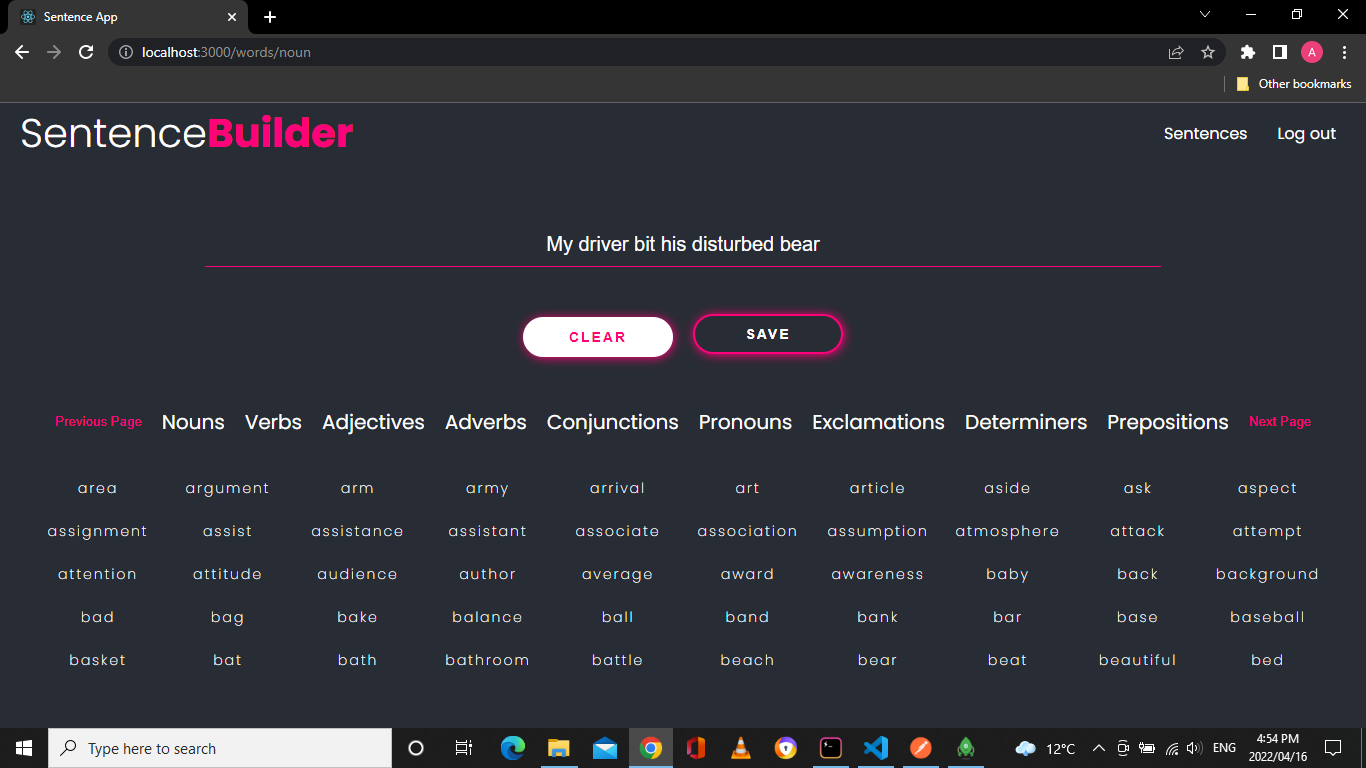 Sentence App
localhost:3000/words/noun
A
Other bookmarks
SentenceBuilder
Sentences Log out
My driver bit his disturbed bear
CLEAR SAVE
Previous Page Nouns Verbs Adjectives Adverbs Conjunctions Pronouns Exclamations Determiners Prepositions Next Page
area argument arm army arrival art article aside ask aspect
assignment assist assistance assistant associate association assumption atmosphere attack attempt
attention attitude audience author average award awareness baby back background
bad bag bake balance ball band bank bar base baseball
basket bat bath bathroom battle beach bear beat beautiful bed
Type here to search
12°C
ENG
4:54 PM
2022/04/16